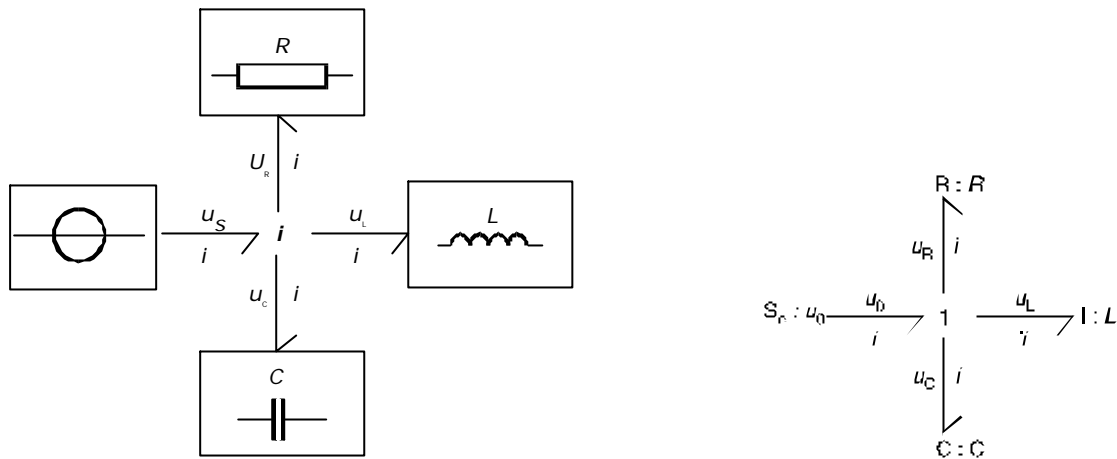 R
U_R i
u_S i
i
u_L i
L
u_C i
C
R : R
u_R i
S_e : u_0
u_0 i
1
u_L i
I : L
u_C i
C : C